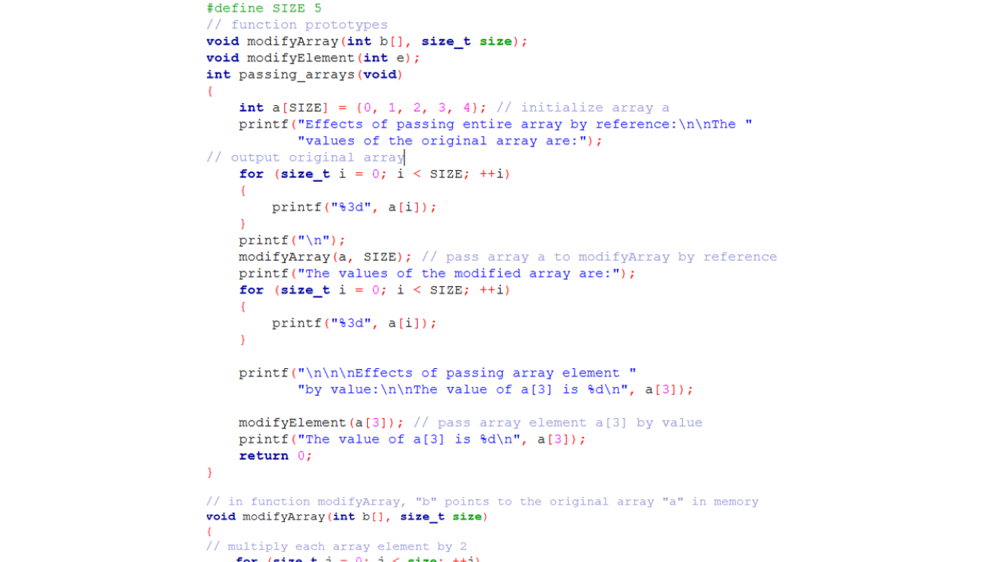 #define SIZE 5
// function prototypes
void modifyArray(int b[], size_t size);
void modifyElement(int e);
int passing_arrays(void)
{
    int a[SIZE] = {0, 1, 2, 3, 4}; // initialize array a
    printf("Effects of passing entire array by reference:\n\nThe "
           "values of the original array are:");
// output original array
    for (size_t i = 0; i < SIZE; ++i)
    {
        printf("%3d", a[i]);
    }
    printf("\n");
    modifyArray(a, SIZE); // pass array a to modifyArray by reference
    printf("The values of the modified array are:");
    for (size_t i = 0; i < SIZE; ++i)
    {
        printf("%3d", a[i]);
    }
    printf("\n\n\nEffects of passing array element "
           "by value:\n\nThe value of a[3] is %d\n", a[3]);
    modifyElement(a[3]); // pass array element a[3] by value
    printf("The value of a[3] is %d\n", a[3]);
    return 0;
}
// in function modifyArray, "b" points to the original array "a" in memory
void modifyArray(int b[], size_t size)
{
// multiply each array element by 2
    for (size_t j = 0; j < size; ++j)